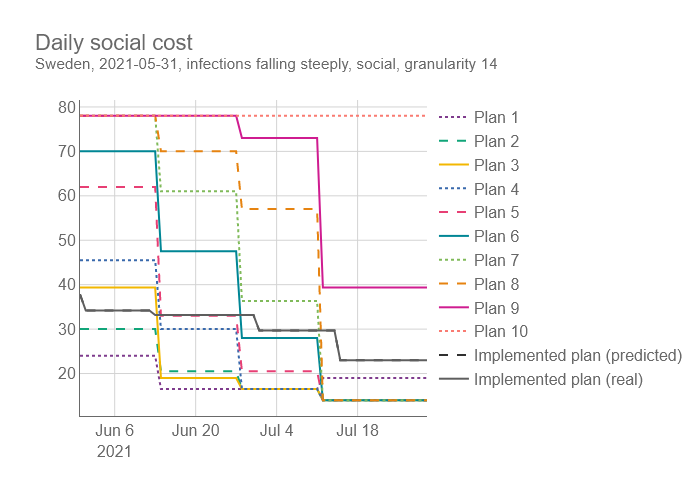 Daily social cost
Sweden, 2021-05-31, infections falling steeply, social, granularity 14
80
70
60
50
40
30
20
Jun 6
2021
Jun 20
Jul 4
Jul 18
Plan 1
Plan 2
Plan 3
Plan 4
Plan 5
Plan 6
Plan 7
Plan 8
Plan 9
Plan 10
Implemented plan (predicted)
Implemented plan (real)